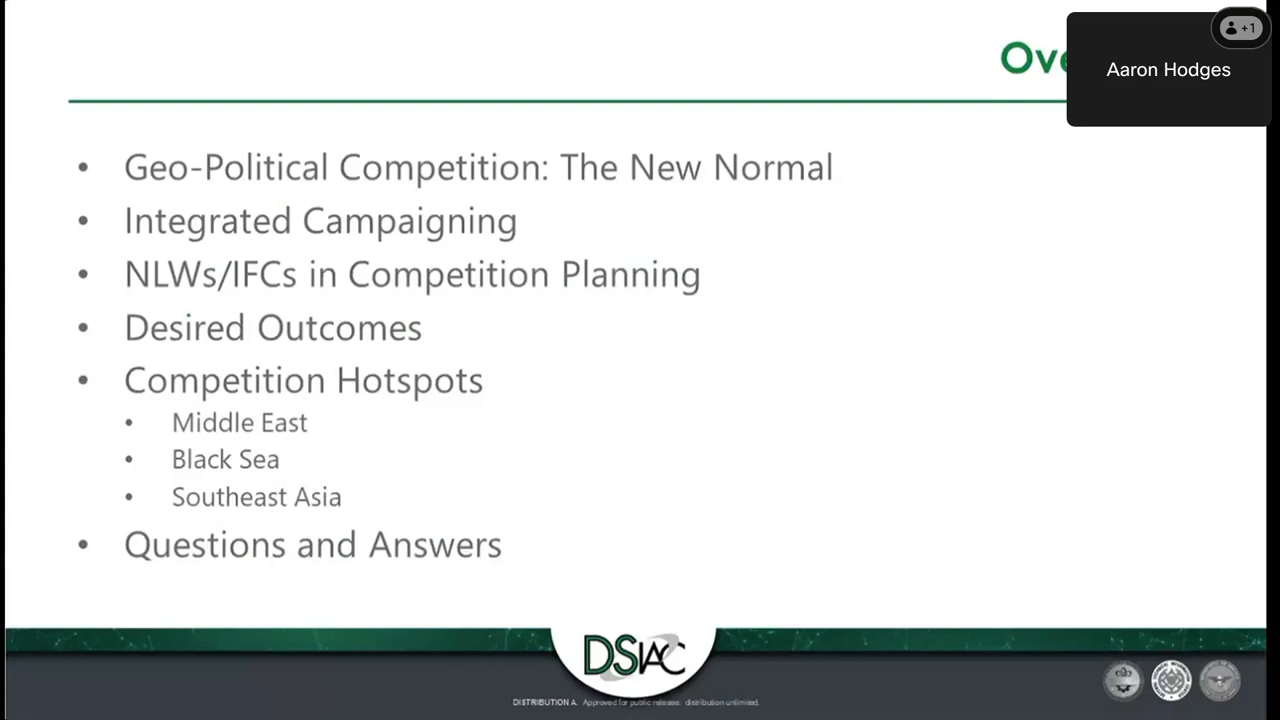 Ove
+1
Aaron Hodges
• Geo-Political Competition: The New Normal
• Integrated Campaigning
• NLWs/IFCs in Competition Planning
• Desired Outcomes
• Competition Hotspots
• Middle East
• Black Sea
• Southeast Asia
• Questions and Answers
DSIAC
DISTRIBUTION A. Approved for public release: distribution unlimited.